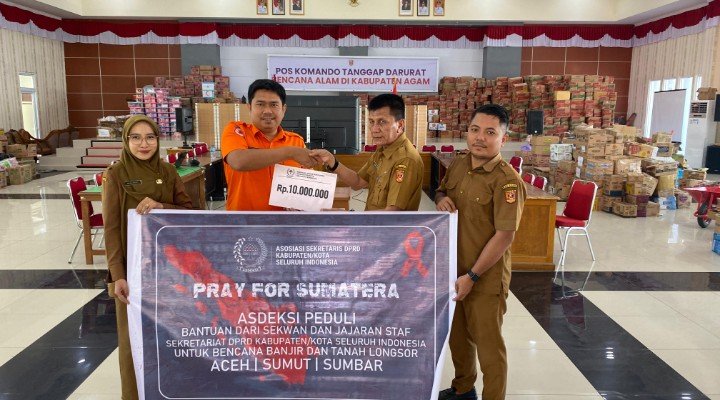 POS KOMANDO TANGGAP DARURAT
BENCANA ALAM DI KABUPATEN AGAM
Rp.10.000.000
ASOSIASI SEKRETARIS DPRD
KABUPATEN/KOTA
SELURUH INDONESIA
PRAY FOR SUMATERA
ASDEKSI PEDULI
BANTUAN DARI SEKWAN DAN JAJARAN STAF
SEKRETARIAT DPRD KABUPATEN/KOTA SELURUH INDONESIA
UNTUK BENCANA BANJIR DAN TANAH LONGSOR
ACEH | SUMUT | SUMBAR